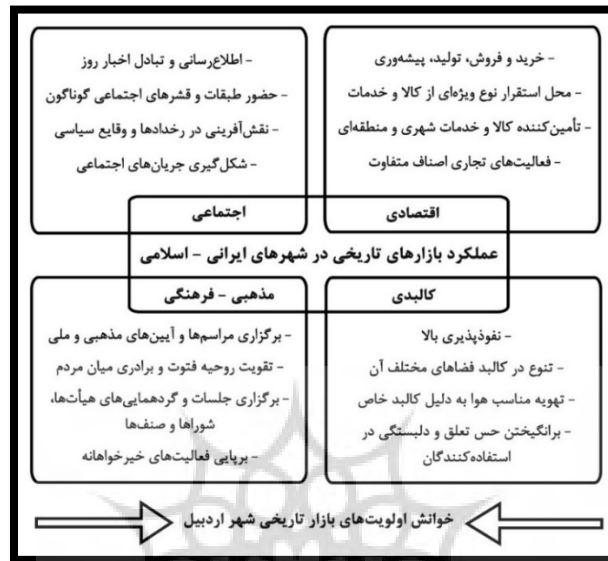 - خرید و فروش، تولید، پیشه‌وری
- محل استقرار نوع ویژه‌ای از کالا و خدمات
- تأمین‌کننده کالا و خدمات شهری و منطقه‌ای
- فعالیت‌های تجاری اصناف متفاوت
اقتصادی
- اطلاع‌رسانی و تبادل اخبار روز
- حضور طبقات و قشرهای اجتماعی گوناگون
- نقش‌آفرینی در رخدادها و وقایع سیاسی
- شکل‌گیری جریان‌های اجتماعی
اجتماعی
عملکرد بازارهای تاریخی در شهرهای ایرانی - اسلامی
کالبدی
- نفوذپذیری بالا
- تنوع در کالبد فضاهای مختلف آن
- تهویه مناسب هوا به دلیل کالبد خاص
- برانگیختن حس تعلق و دلبستگی در
استفاده‌کنندگان
مذهبی - فرهنگی
- برگزاری مراسم‌ها و آیین‌های مذهبی و ملی
- تقویت روحیه فتوت و برادری میان مردم
- برگزاری جلسات و گردهمایی‌های هیأت‌ها،
شوراها و صنف‌ها
- برپایی فعالیت‌های خیرخواهانه
خوانش اولویت‌های بازار تاریخی شهر اردبیل